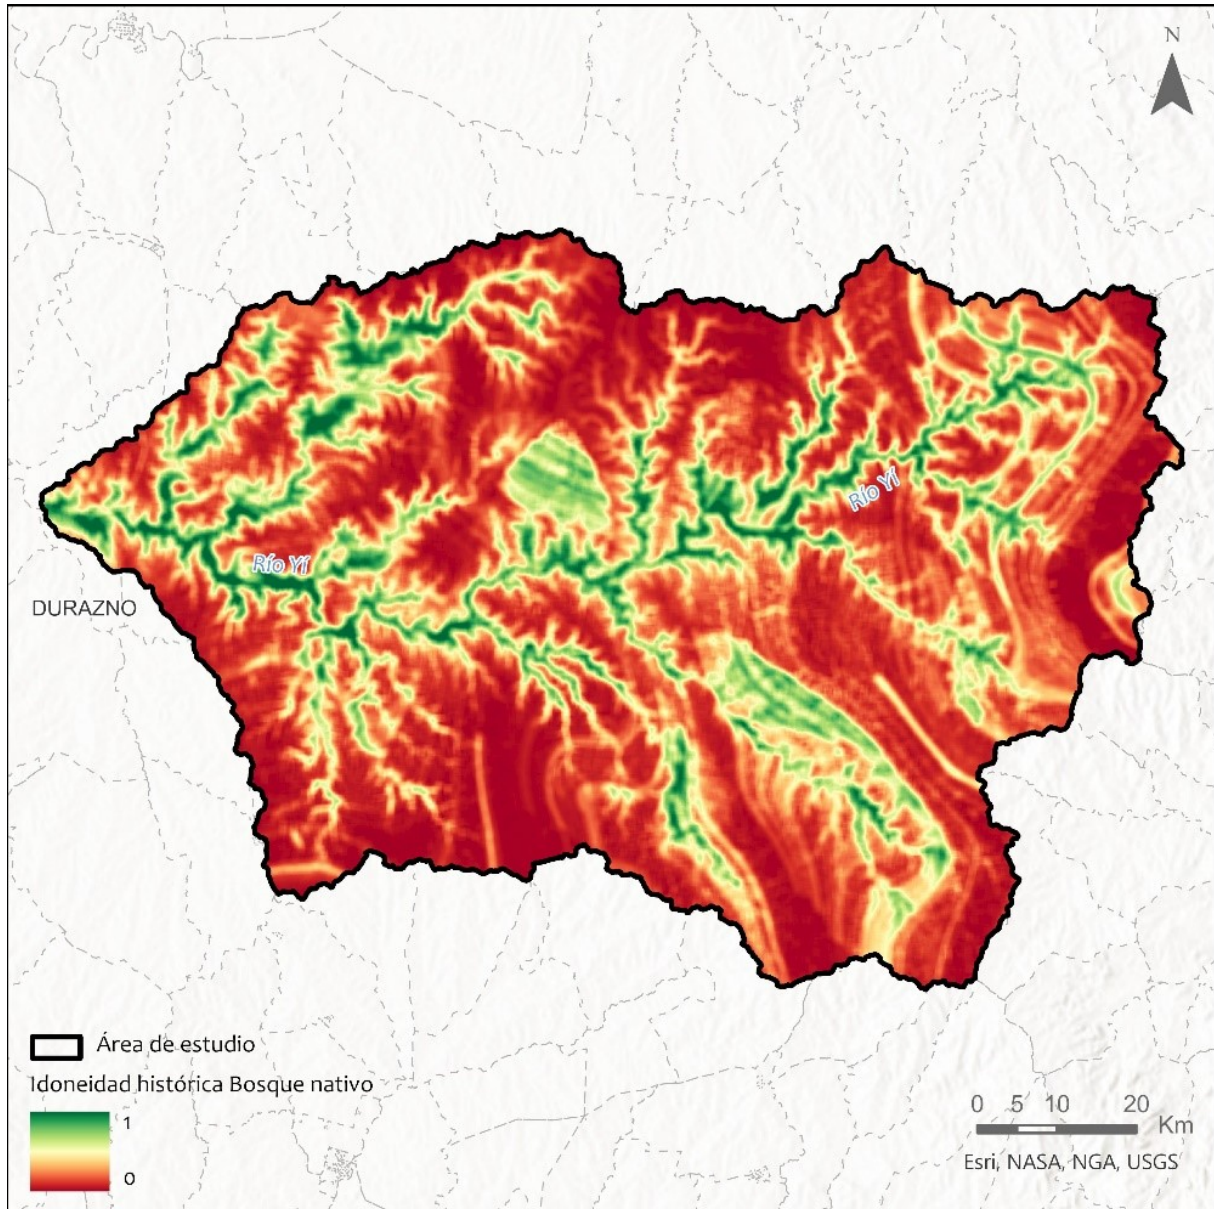 N
Río Yí
Río Yí
DURAZNO
Área de estudio
Idoneidad histórica Bosque nativo
1
0
0 5 10 20
Km
Esri, NASA, NGA, USGS